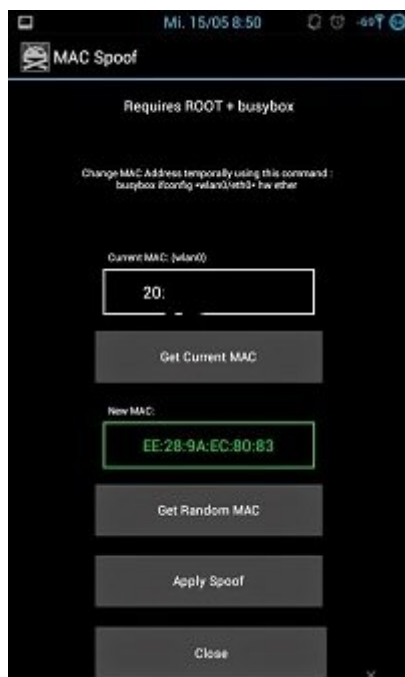 Mi. 15/05 8:50
MAC Spoof
Requires ROOT + busybox
Change MAC Address temporally using this command :
busybox ifconfig <wlan0/eth0> hw ether
Current MAC: (wlan0)
20:
Get Current MAC
New MAC:
EE:28:9A:EC:80:83
Get Random MAC
Apply Spoof
Close